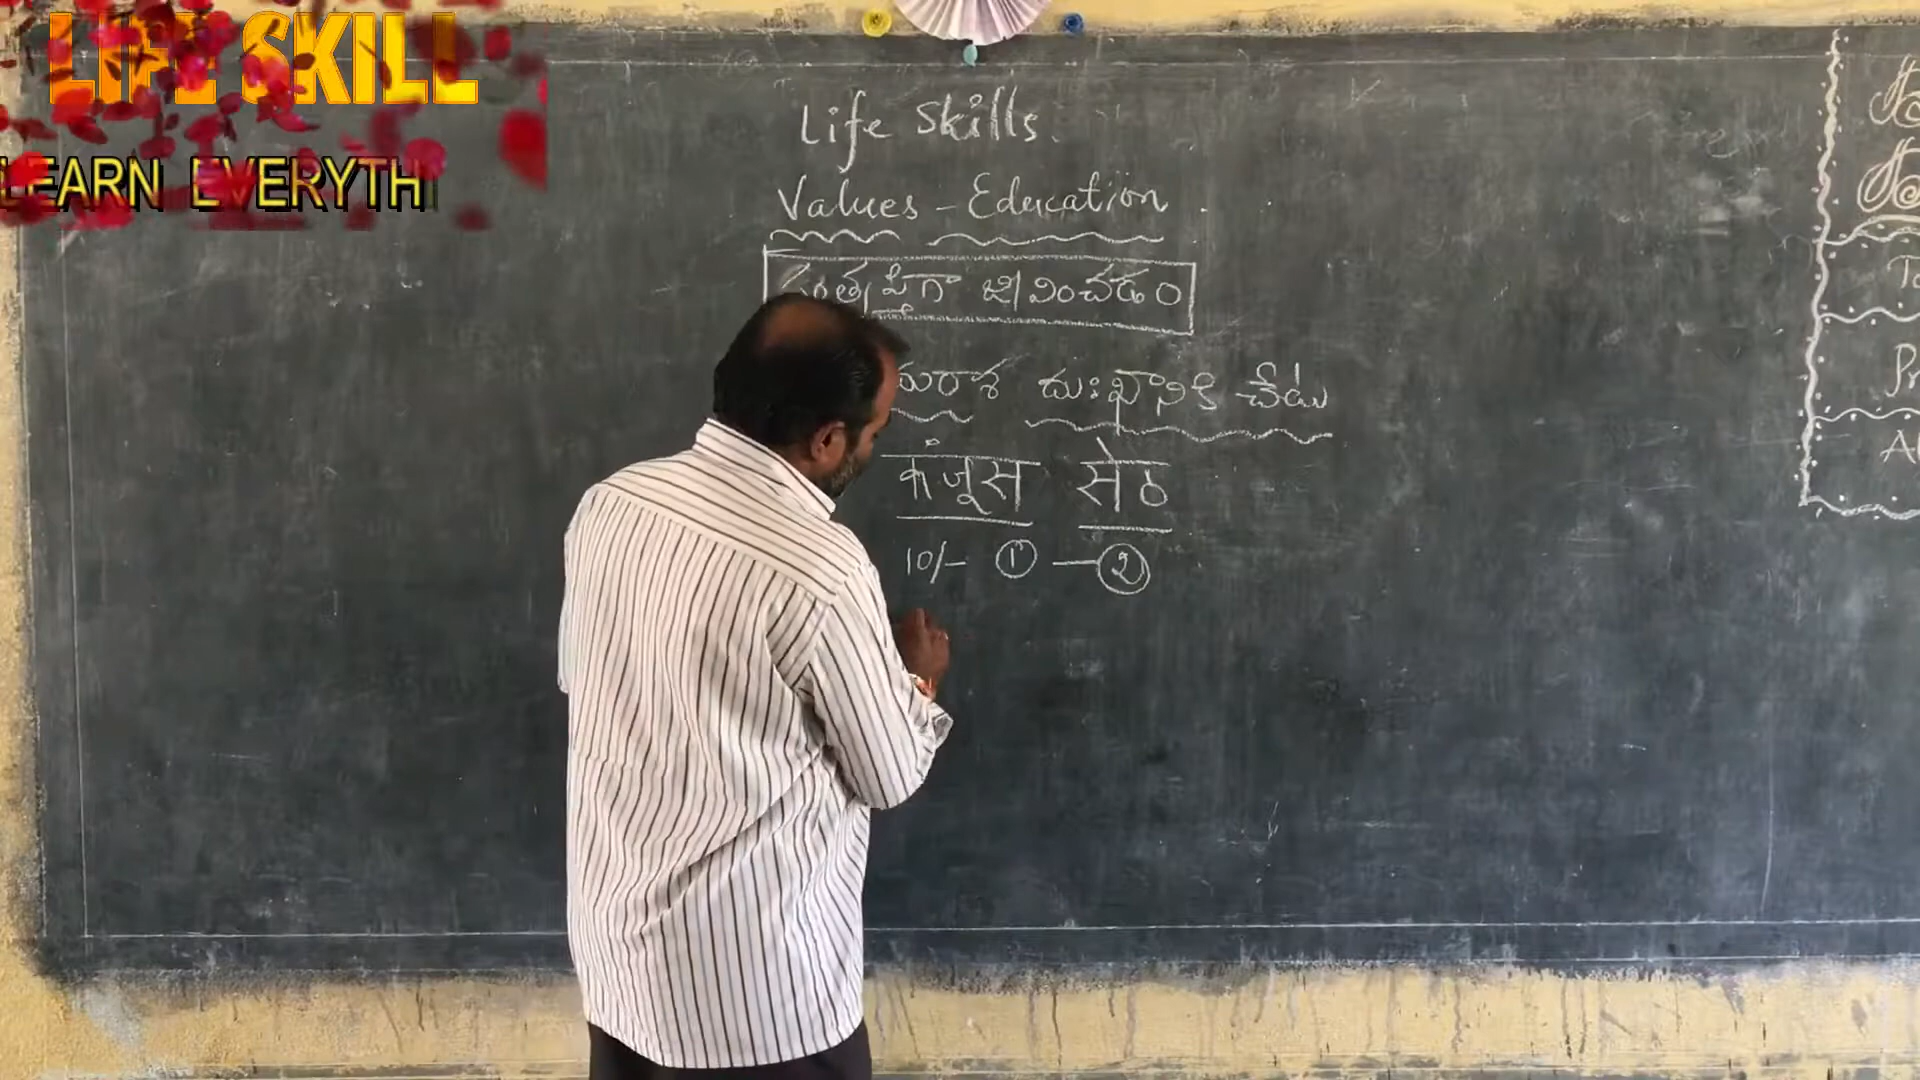 LIFE SKILL
LEARN EVERYTH
Life Skills.
Values - Education
జీవించడం
దుఃఖానికి చేటు
कंजूस सेठ
10/- 1 — 2